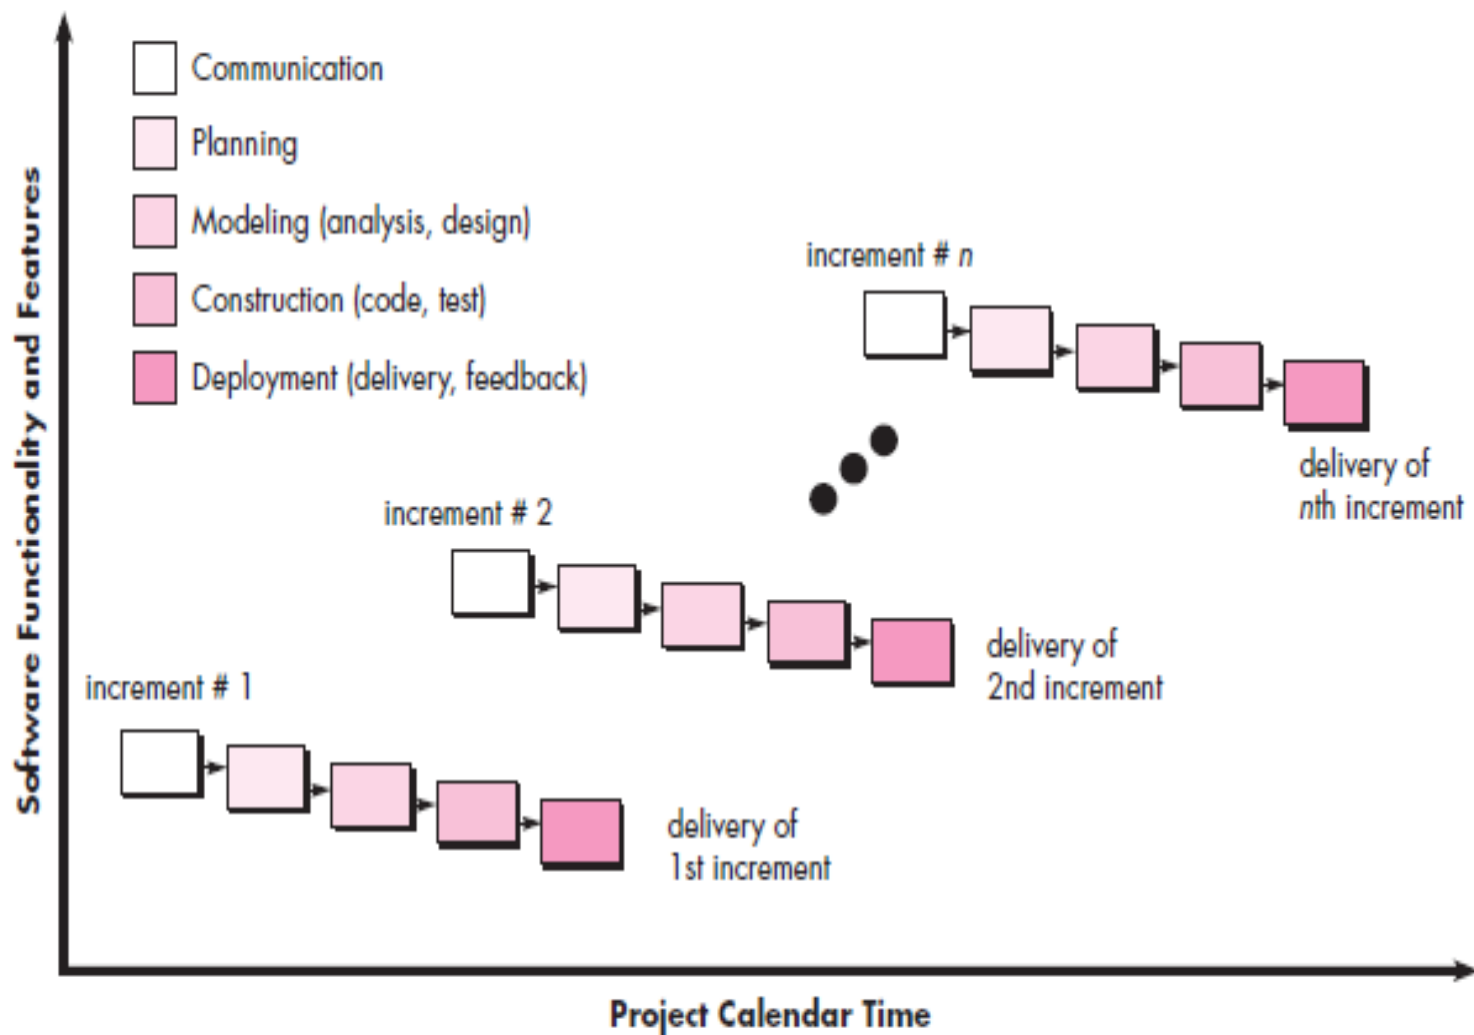 Communication
Planning
Modeling (analysis, design)
Construction (code, test)
Deployment (delivery, feedback)
increment # n
delivery of
nth increment
increment # 2
delivery of
2nd increment
increment # 1
delivery of
1st increment
Software Functionality and Features
Project Calendar Time